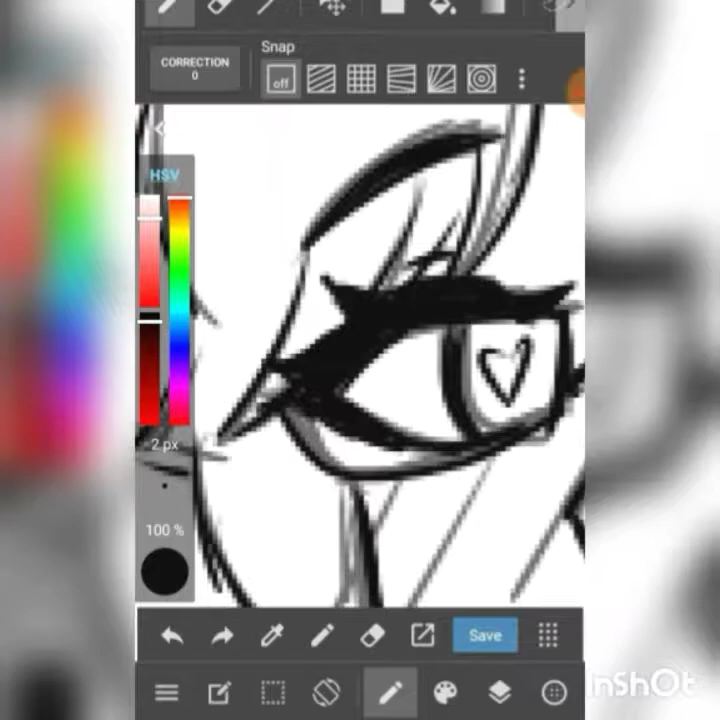 Snap
CORRECTION
0
off
HSV
2 px
100 %
Save
InShOt